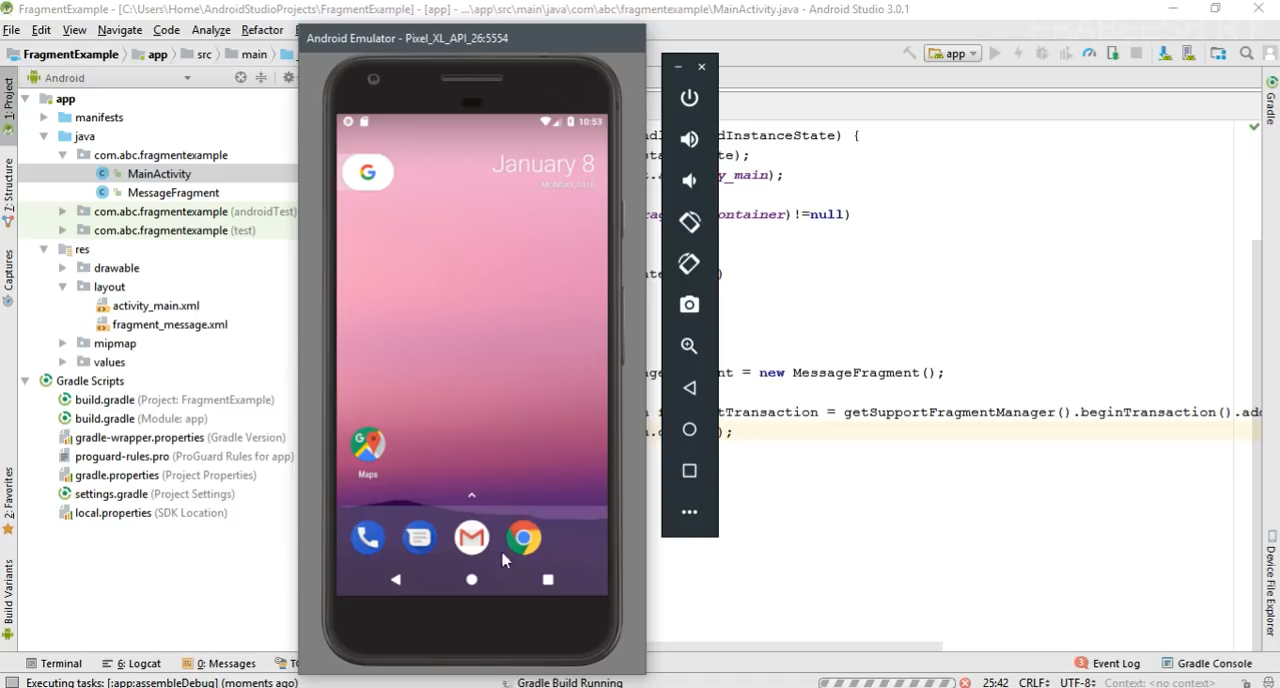 FragmentExample - [C:\Users\Home\AndroidStudioProjects\FragmentExample] - [app] - ...\app\src\main\java\com\abc\fragmentexample\MainActivity.java - Android Studio 3.0.1
File Edit View Navigate Code Analyze Refactor
Android Emulator - Pixel_XL_API_26:5554
FragmentExample app src main
app
Android
1: Project
Z: Structure
Captures
2: Favorites
Build Variants
Gradle
Device File Explorer
app
manifests
java
com.abc.fragmentexample
MainActivity
MessageFragment
com.abc.fragmentexample (androidTest)
com.abc.fragmentexample (test)
res
drawable
layout
activity_main.xml
fragment_message.xml
mipmap
values
Gradle Scripts
build.gradle (Project: FragmentExample)
build.gradle (Module: app)
gradle-wrapper.properties (Gradle Version)
proguard-rules.pro (ProGuard Rules for app)
gradle.properties (Project Properties)
settings.gradle (Project Settings)
local.properties (SDK Location)
10:53
January 8
MONDAY, 2018
Maps
dInstanceState) {
te);
y_main);
ontainer)!=null)
)
nt = new MessageFragment();
tTransaction = getSupportFragmentManager().beginTransaction().add
);
Terminal 6: Logcat 0: Messages Event Log Gradle Console
Executing tasks: [:app:assembleDebug] (moments ago) Gradle Build Running 25:42 CRLF UTF-8 Context: <no context>